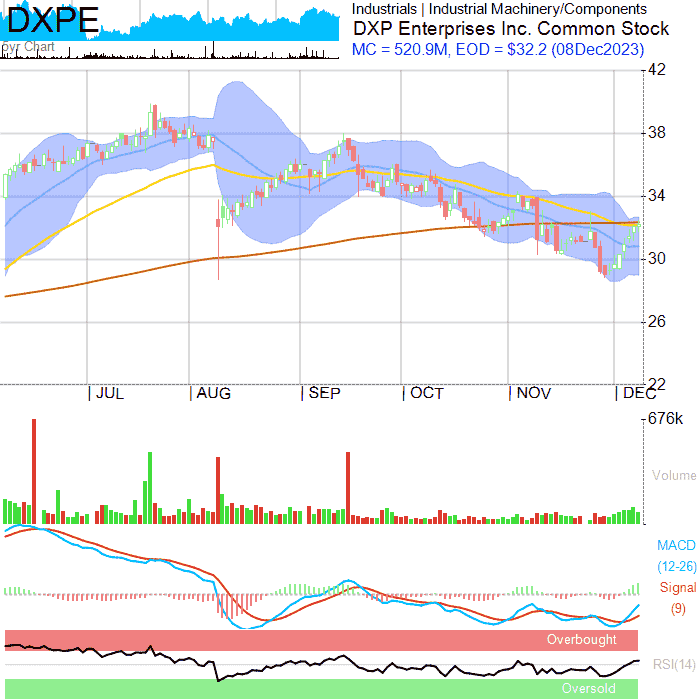 DXPE
5yr Chart
Industrials | Industrial Machinery/Components
DXP Enterprises Inc. Common Stock
MC = 520.9M, EOD = $32.2 (08Dec2023)
42
38
34
30
26
22
| JUL | AUG | SEP | OCT | NOV | DEC
676k
Volume
MACD
(12-26)
Signal
(9)
Overbought
RSI(14)
Oversold